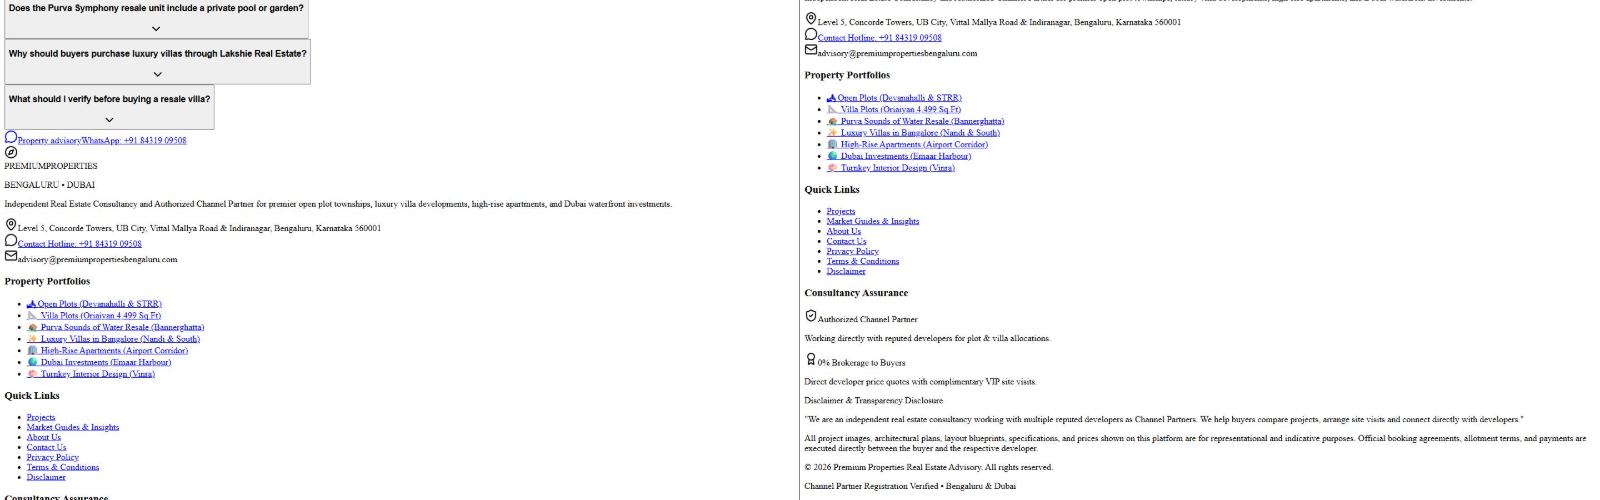 Does the Purva Symphony resale unit include a private pool or garden?
Why should buyers purchase luxury villas through Lakshie Real Estate?
What should I verify before buying a resale villa?
Property advisoryWhatsApp: +91 84319 09508
PREMIUMPROPERTIES
BENGALURU • DUBAI
Independent Real Estate Consultancy and Authorized Channel Partner for premier open plot townships, luxury villa developments, high-rise apartments, and Dubai waterfront investments.
Level 5, Concorde Towers, UB City, Vittal Mallya Road & Indiranagar, Bengaluru, Karnataka 560001
Contact Hotline: +91 84319 09508
advisory@premiumpropertiesbengaluru.com
Property Portfolios
Open Plots (Devanahalli & STRR)
Villa Plots (Oriaiyan 4,499 Sq.Ft)
Purva Sounds of Water Resale (Bannerghatta)
Luxury Villas in Bangalore (Nandi & South)
High-Rise Apartments (Airport Corridor)
Dubai Investments (Emaar Harbour)
Turnkey Interior Design (Vinra)
Quick Links
Projects
Market Guides & Insights
About Us
Contact Us
Privacy Policy
Terms & Conditions
Disclaimer
Consultancy Assurance
Level 5, Concorde Towers, UB City, Vittal Mallya Road & Indiranagar, Bengaluru, Karnataka 560001
Contact Hotline: +91 84319 09508
advisory@premiumpropertiesbengaluru.com
Property Portfolios
Open Plots (Devanahalli & STRR)
Villa Plots (Oriaiyan 4,499 Sq.Ft)
Purva Sounds of Water Resale (Bannerghatta)
Luxury Villas in Bangalore (Nandi & South)
High-Rise Apartments (Airport Corridor)
Dubai Investments (Emaar Harbour)
Turnkey Interior Design (Vinra)
Quick Links
Projects
Market Guides & Insights
About Us
Contact Us
Privacy Policy
Terms & Conditions
Disclaimer
Consultancy Assurance
Authorized Channel Partner
Working directly with reputed developers for plot & villa allocations.
0% Brokerage to Buyers
Direct developer price quotes with complimentary VIP site visits.
Disclaimer & Transparency Disclosure
"We are an independent real estate consultancy working with multiple reputed developers as Channel Partners. We help buyers compare projects, arrange site visits and connect directly with developers."
All project images, architectural plans, layout blueprints, specifications, and prices shown on this platform are for representational and indicative purposes. Official booking agreements, allotment terms, and payments are
executed directly between the buyer and the respective developer.
© 2026 Premium Properties Real Estate Advisory. All rights reserved.
Channel Partner Registration Verified • Bengaluru & Dubai